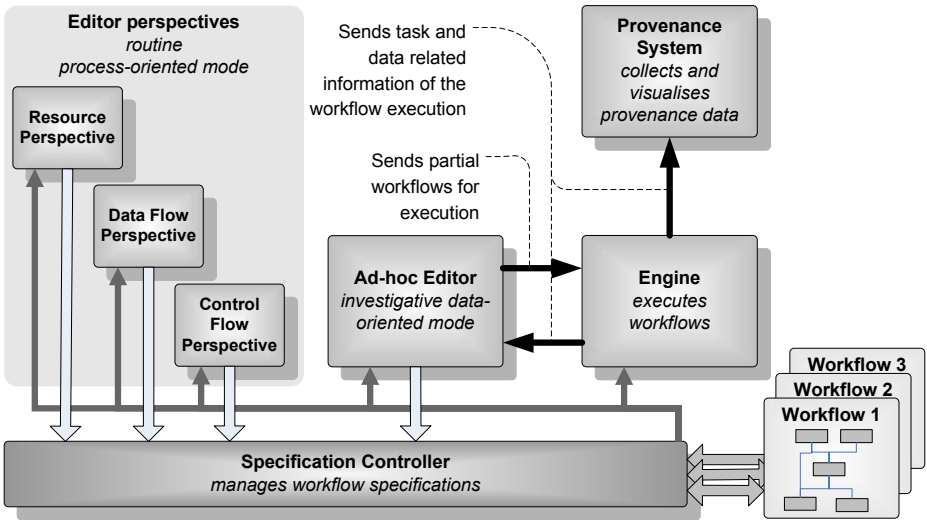 Editor perspectives
routine
process-oriented mode
Resource
Perspective
Data Flow
Perspective
Control
Flow
Perspective
Sends task and
data related
information of the
workflow execution
Sends partial
workflows for
execution
Provenance
System
collects and
visualises
provenance data
Ad-hoc Editor
investigative data-
oriented mode
Engine
executes
workflows
Workflow 3
Workflow 2
Workflow 1
Specification Controller
manages workflow specifications